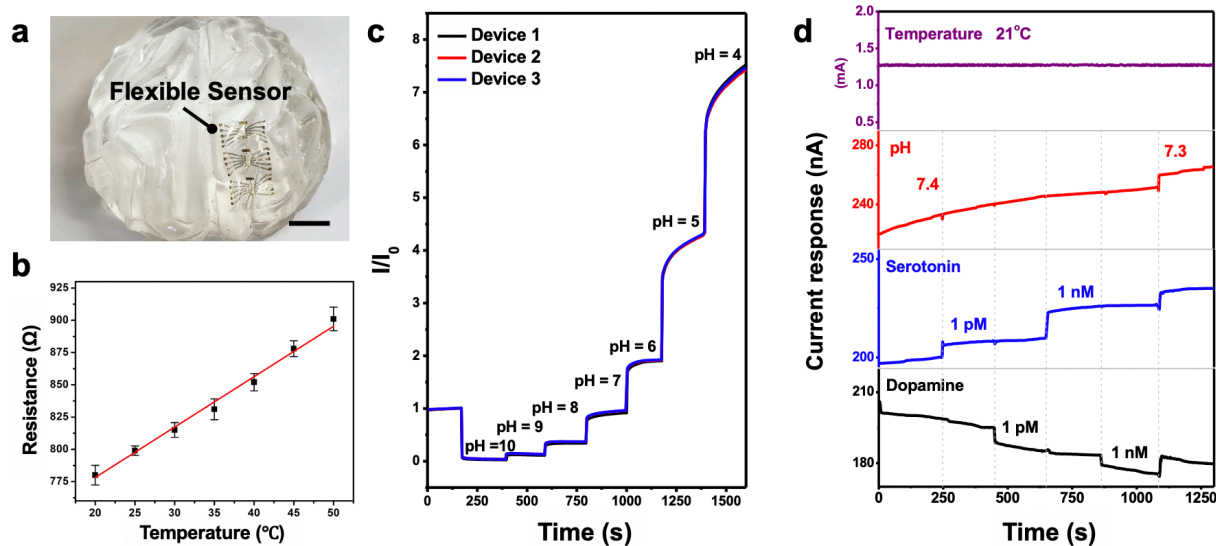 a
Flexible Sensor
b
Resistance (Ω)
925
900
875
850
825
800
775
20 25 30 35 40 45 50
Temperature (℃)
c
Device 1
Device 2
Device 3
I/I0
8
7
6
5
4
3
2
1
0
pH = 4
pH = 5
pH = 6
pH = 7
pH = 8
pH = 9
pH =10
0 250 500 750 1000 1250 1500
Time (s)
d
Current response (nA)
(mA)
2.0
1.0
0.5
Temperature 21°C
280
240
pH
7.4
7.3
250
200
Serotonin
1 pM
1 nM
210
180
Dopamine
1 pM
1 nM
0 250 500 750 1000 1250
Time (s)